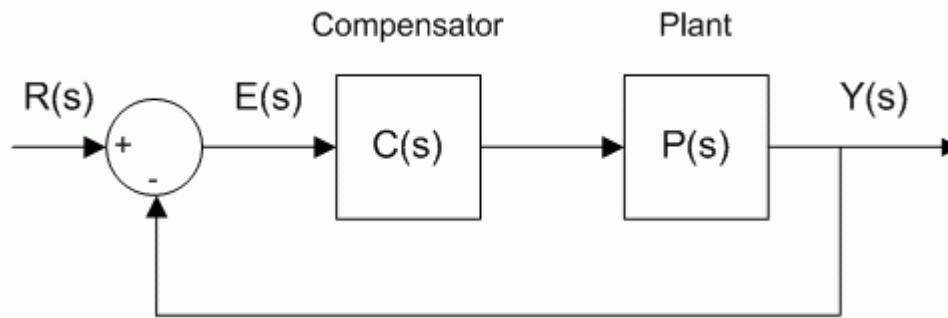 Compensator Plant
R(s) E(s) Y(s)
+ C(s) P(s)
-